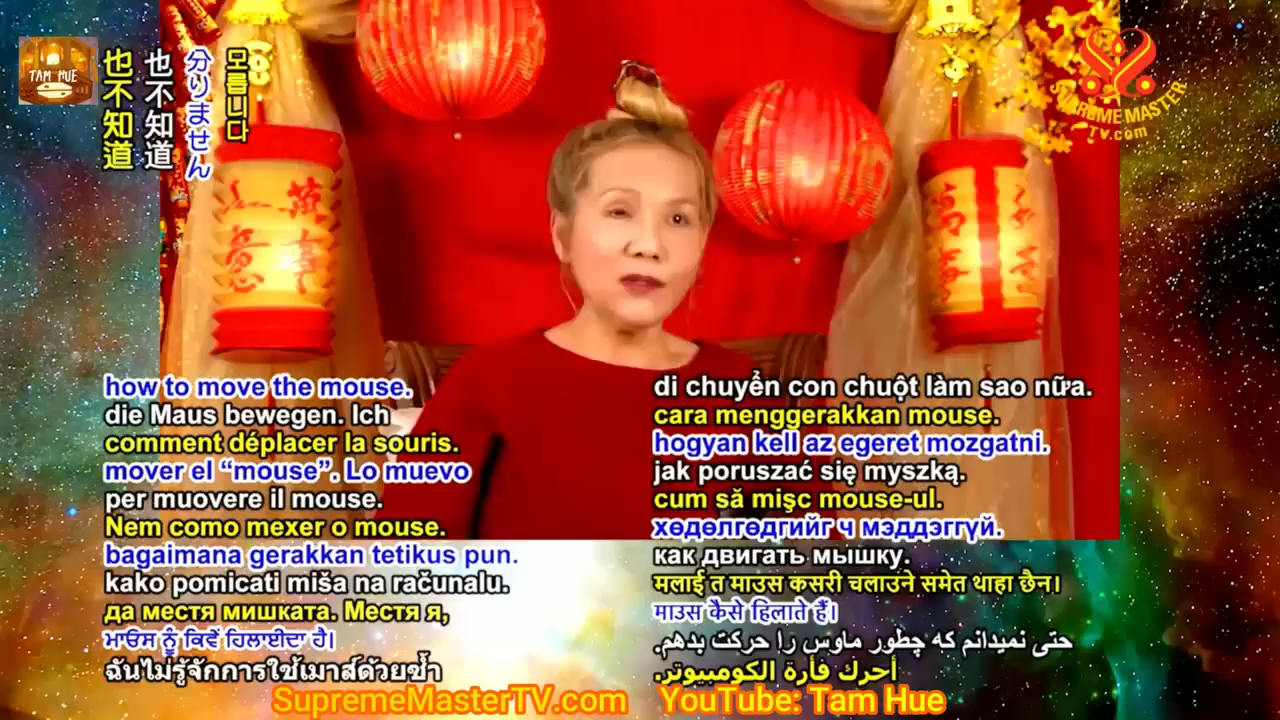 TAM HUE
也不知道
也不知道
分りません
모릅니다
SUPREME MASTER
TV.com
how to move the mouse.
die Maus bewegen. Ich
comment déplacer la souris.
mover el “mouse”. Lo muevo
per muovere il mouse.
Nem como mexer o mouse.
bagaimana gerakkan tetikus pun.
kako pomicati miša na računalu.
да местя мишката. Местя я,
ਮਾਓਸ ਨੂੰ ਕਿਵੇਂ ਹਿਲਾਈਦਾ ਹੈ।
ฉันไม่รู้จักการใช้เมาส์ด้วยซ้ำ
di chuyển con chuột làm sao nữa.
cara menggerakkan mouse.
hogyan kell az egeret mozgatni.
jak poruszać się myszką.
cum să mişc mouse-ul.
хөдөлгөдгийг ч мэддэггүй.
как двигать мышку.
मलाई त माउस कसरी चलाउने समेत थाहा छैन।
माउस कैसे हिलाते हैं।
حتی نمیدانم که چطور ماوس را حرکت بدهم.
أحرك فأرة الكومبيوتر.
SupremeMasterTV.com
YouTube: Tam Hue